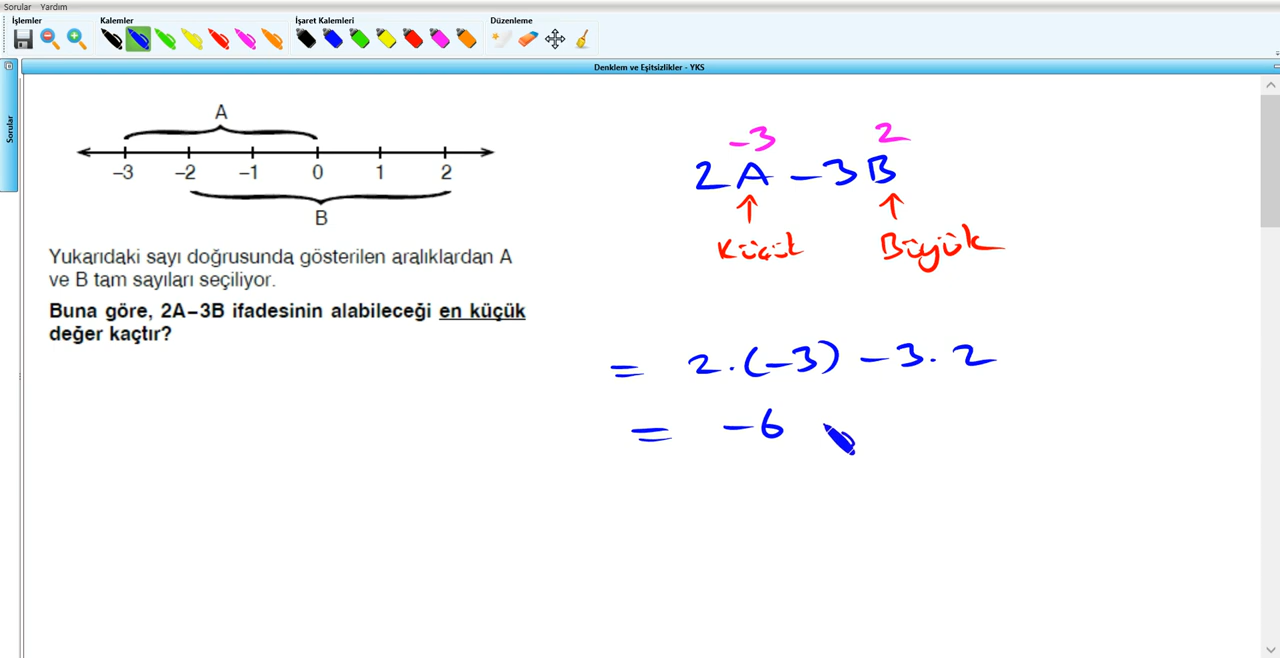 Sorular Yardım
İşlemler Kalemler İşaret Kalemleri Düzenleme
Denklem ve Eşitsizlikler - YKS
Sorular
A
-3 -2 -1 0 1 2
B
Yukarıdaki sayı doğrusunda gösterilen aralıklardan A
ve B tam sayıları seçiliyor.
Buna göre, 2A-3B ifadesinin alabileceği en küçük
değer kaçtır?
-3 2
2A-3B
↑ ↑
Küçük Büyük
= 2.(-3) - 3.2
= -6